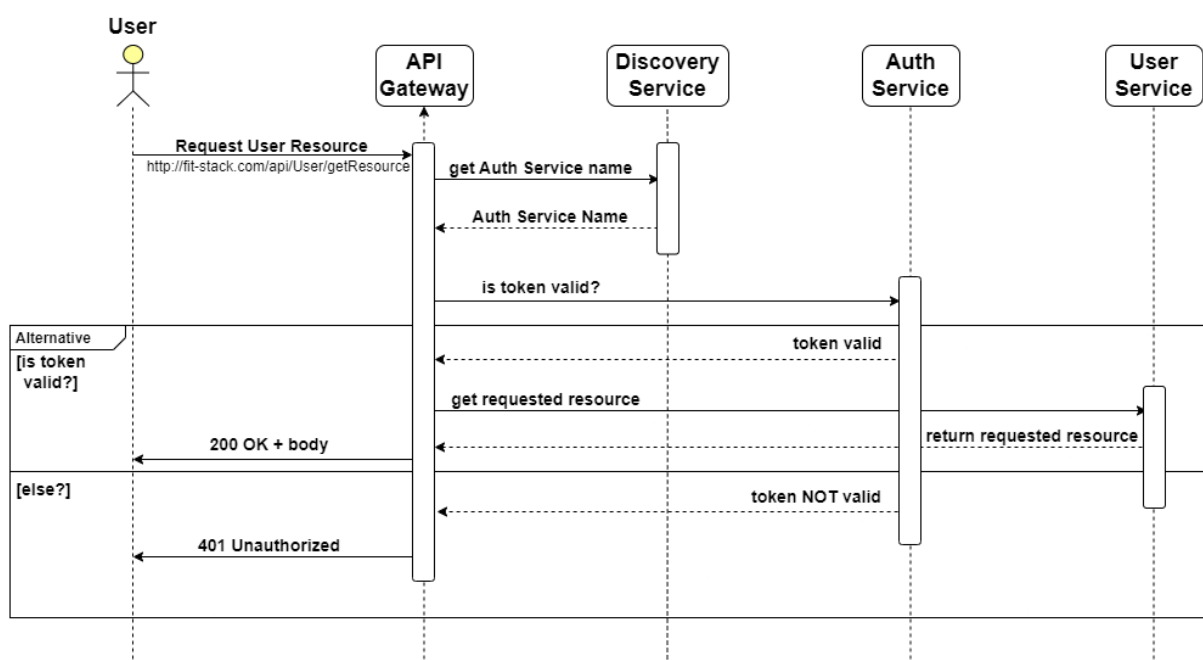 User
API
Gateway
Discovery
Service
Auth
Service
User
Service
Request User Resource
http://fit-stack.com/api/User/getResource
get Auth Service name
Auth Service Name
is token valid?
Alternative
[is token
valid?]
token valid
get requested resource
return requested resource
200 OK + body
[else?]
token NOT valid
401 Unauthorized